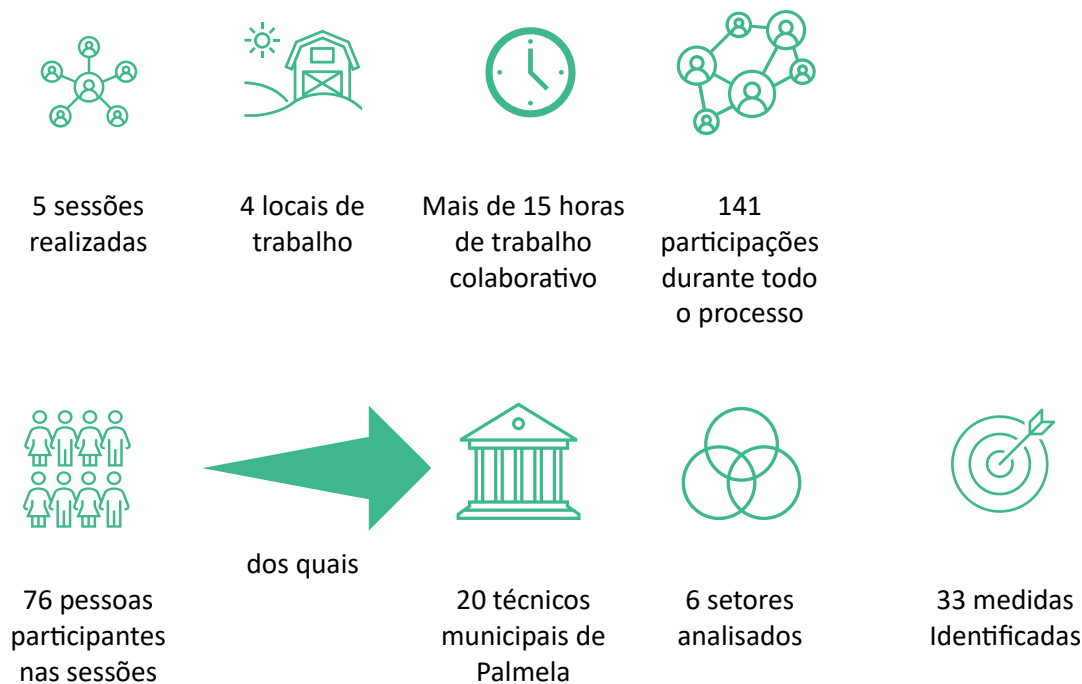 5 sessões
realizadas
4 locais de
trabalho
Mais de 15 horas
de trabalho
colaborativo
141
participações
durante todo
o processo
76 pessoas
participantes
nas sessões
dos quais
20 técnicos
municipais de
Palmela
6 setores
analisados
33 medidas
Identificadas